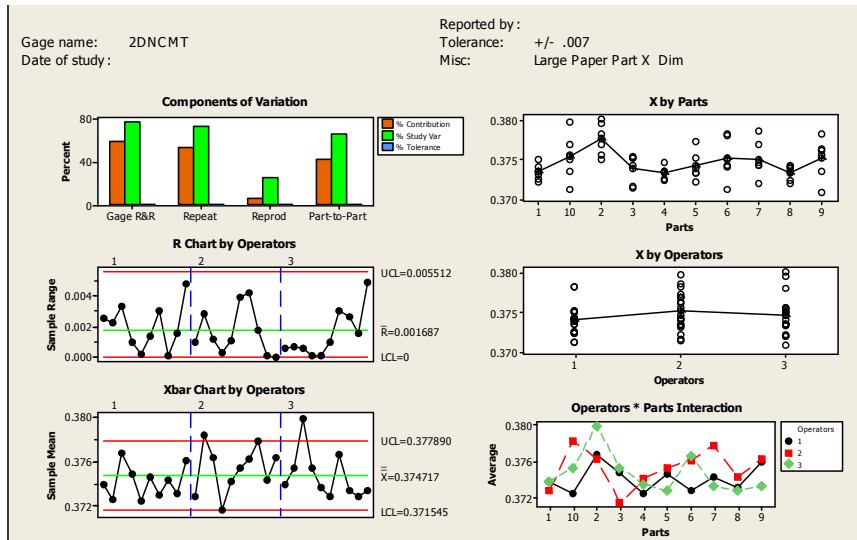 Gage name: 2DNCMT
Date of study :
Reported by :
Tolerance: +/- .007
Misc: Large Paper Part X Dim
Components of Variation
Percent
80
40
0
Gage R&R Repeat Reprod Part-to-Part
% Contribution
% Study Var
% Tolerance
R Chart by Operators
1 2 3
Sample Range
0.004
0.002
0.000
UCL=0.005512
R=0.001687
LCL=0
Xbar Chart by Operators
1 2 3
Sample Mean
0.380
0.376
0.372
UCL=0.377890
X=0.374717
LCL=0.371545
X by Parts
0.380
0.375
0.370
1 10 2 3 4 5 6 7 8 9
Parts
X by Operators
0.380
0.375
0.370
1 2 3
Operators
Operators * Parts Interaction
Average
0.380
0.376
0.372
1 10 2 3 4 5 6 7 8 9
Parts
Operators
1
2
3